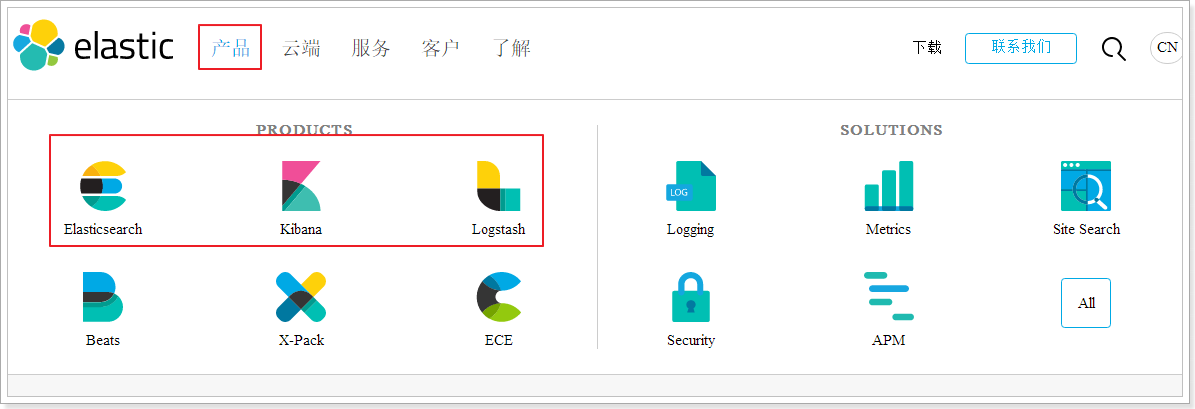 elastic 产品 云端 服务 客户 了解 下载 联系我们 CN
PRODUCTS SOLUTIONS
LOG
Elasticsearch Kibana Logstash Logging Metrics Site Search
All
Beats X-Pack ECE Security APM